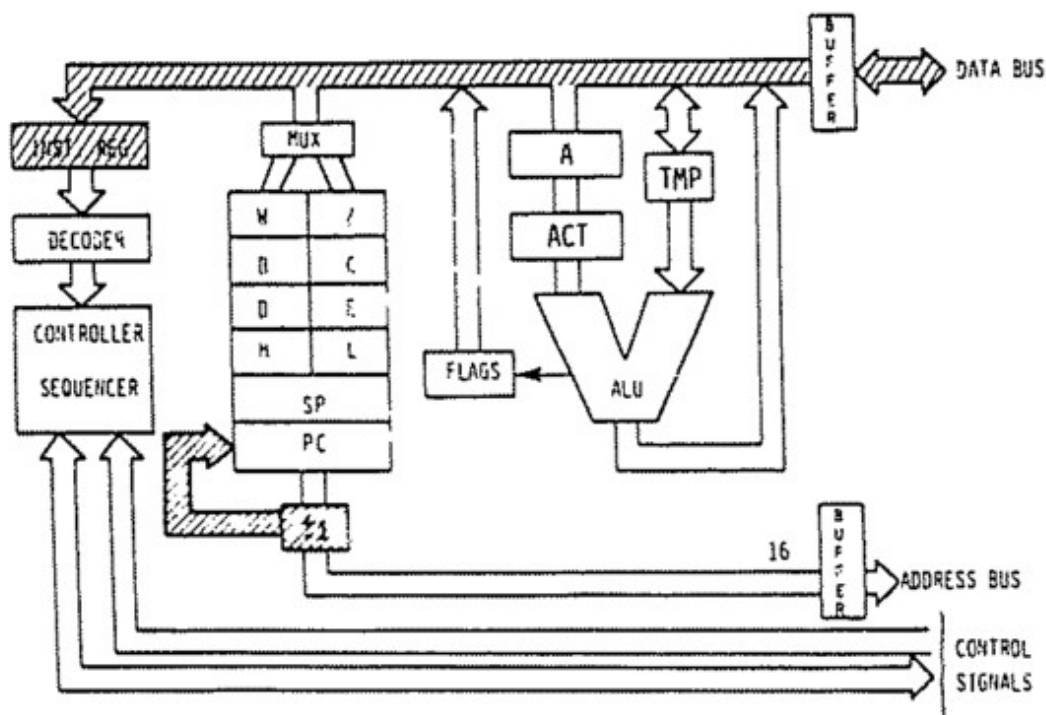 BUFFER
DATA BUS
INST REG
MUX
A
TMP
DECODER
ACT
W
B C
D E
H L
CONTROLLER
SEQUENCER
FLAGS
ALU
SP
PC
±1
16
BUFFER
ADDRESS BUS
CONTROL
SIGNALS